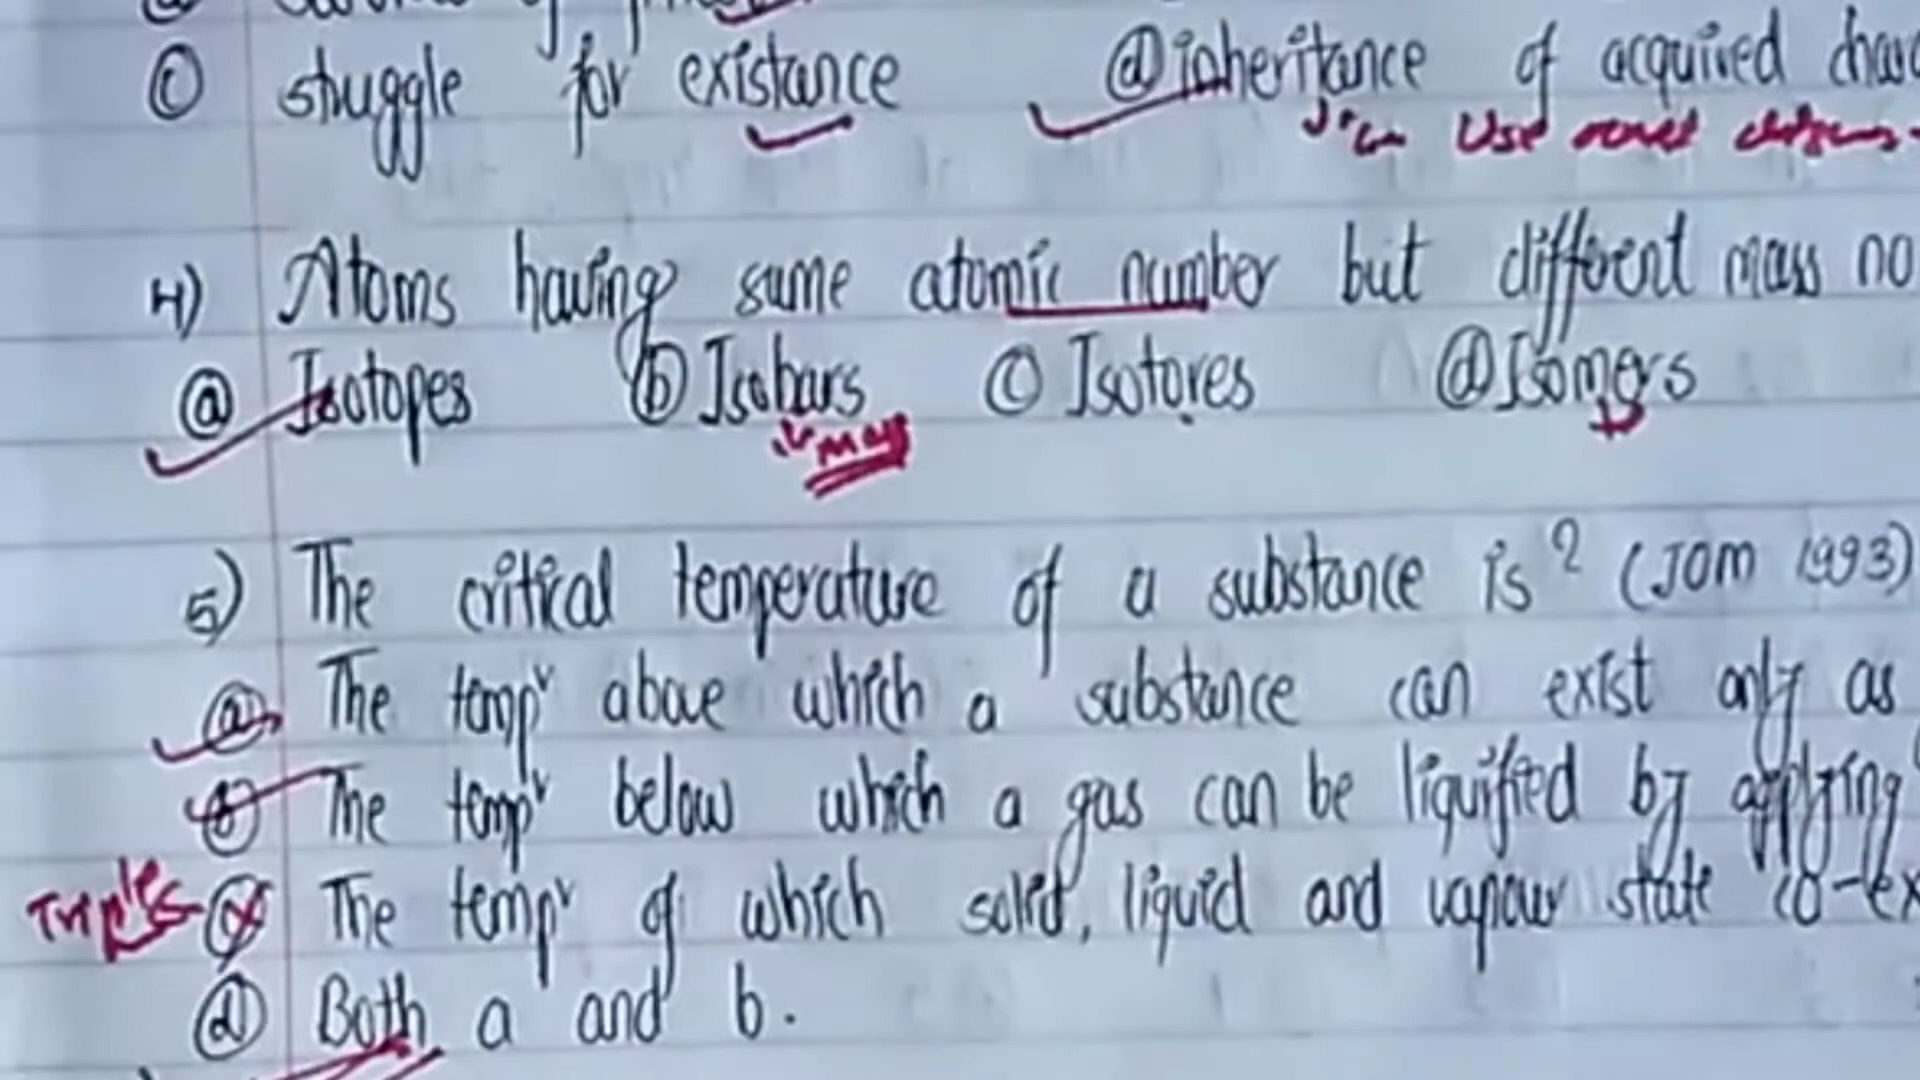 © struggle for existance ⓓ inheritance of acquired
Use
4) Atoms having same atomic number but different mass no
ⓐ Isotopes ⓑ Isobars © Isotores ⓓ Isomers
Mass
5) The critical temperature of a substance is? (JOM 1993)
ⓐ The tempʳ above which a substance can exist only as
ⓑ The tempʳ below which a gas can be liquified by applying
Triple © The tempʳ of which solid, liquid and vapour state co-ex
ⓓ Both a and b.